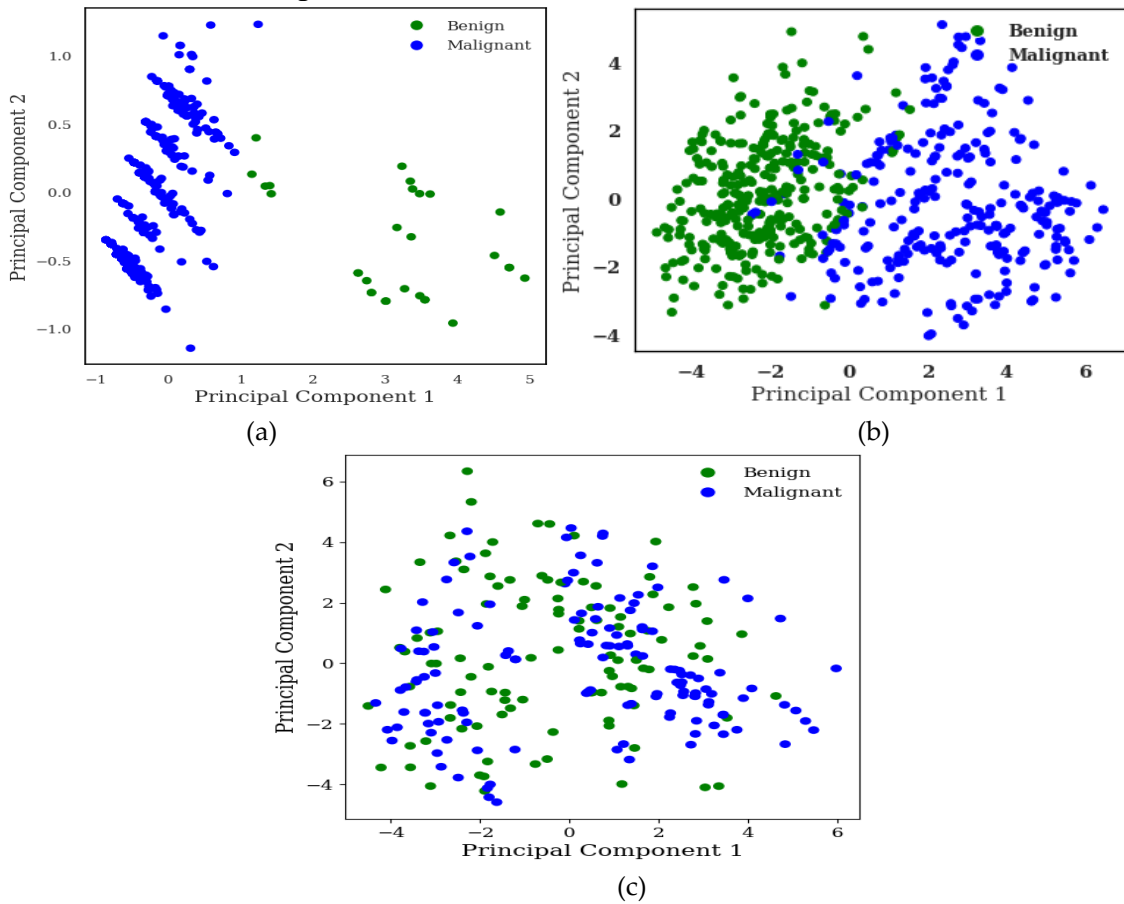 Benign
Malignant
1.0
0.5
0.0
−0.5
−1.0
−1 0 1 2 3 4 5
Principal Component 2
Principal Component 1
(a)
Benign
Malignant
4
2
0
−2
−4
−4 −2 0 2 4 6
Principal Component 2
Principal Component 1
(b)
Benign
Malignant
6
4
2
0
−2
−4
−4 −2 0 2 4 6
Principal Component 2
Principal Component 1
(c)